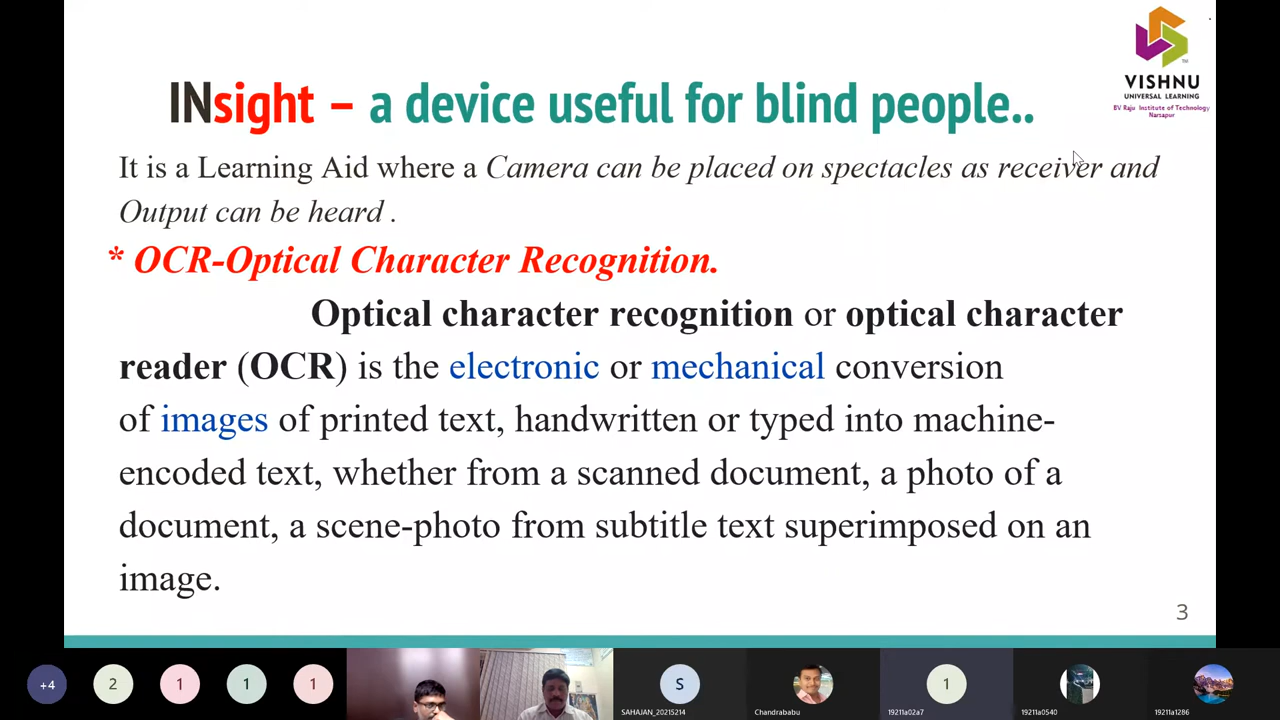 VISHNU
UNIVERSAL LEARNING
BV Raju Institute of Technology
Narsapur
INsight – a device useful for blind people..
It is a Learning Aid where a Camera can be placed on spectacles as receiver and
Output can be heard .
* OCR-Optical Character Recognition.
Optical character recognition or optical character
reader (OCR) is the electronic or mechanical conversion
of images of printed text, handwritten or typed into machine-
encoded text, whether from a scanned document, a photo of a
document, a scene-photo from subtitle text superimposed on an
image.
3
+4
2
1
1
1
S
1
SAHAJAN_20215214
Chandrababu
19211a02a7
19211a0540
19211a1286